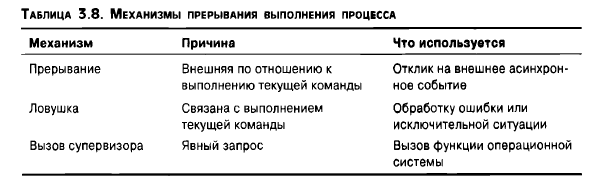 ТАБЛИЦА 3.8. МЕХАНИЗМЫ ПРЕРЫВАНИЯ ВЫПОЛНЕНИЯ ПРОЦЕССА
Механизм Причина Что используется
Прерывание Внешняя по отношению к Отклик на внешнее асинхрон-
выполнению текущей команды ное событие
Ловушка Связана с выполнением Обработку ошибки или
текущей команды исключительной ситуации
Вызов супервизора Явный запрос Вызов функции операционной
системы